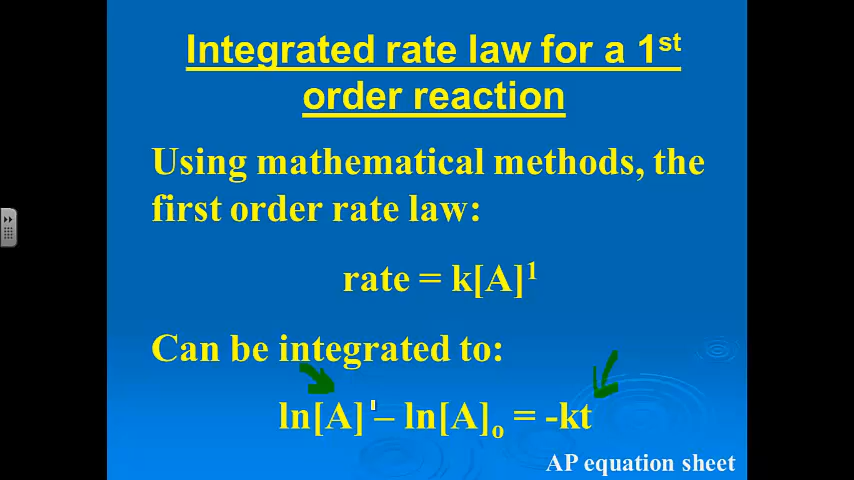 Integrated rate law for a 1st
order reaction
Using mathematical methods, the
first order rate law:
rate = k[A]¹
Can be integrated to:
ln[A] – ln[A]₀ = -kt
AP equation sheet